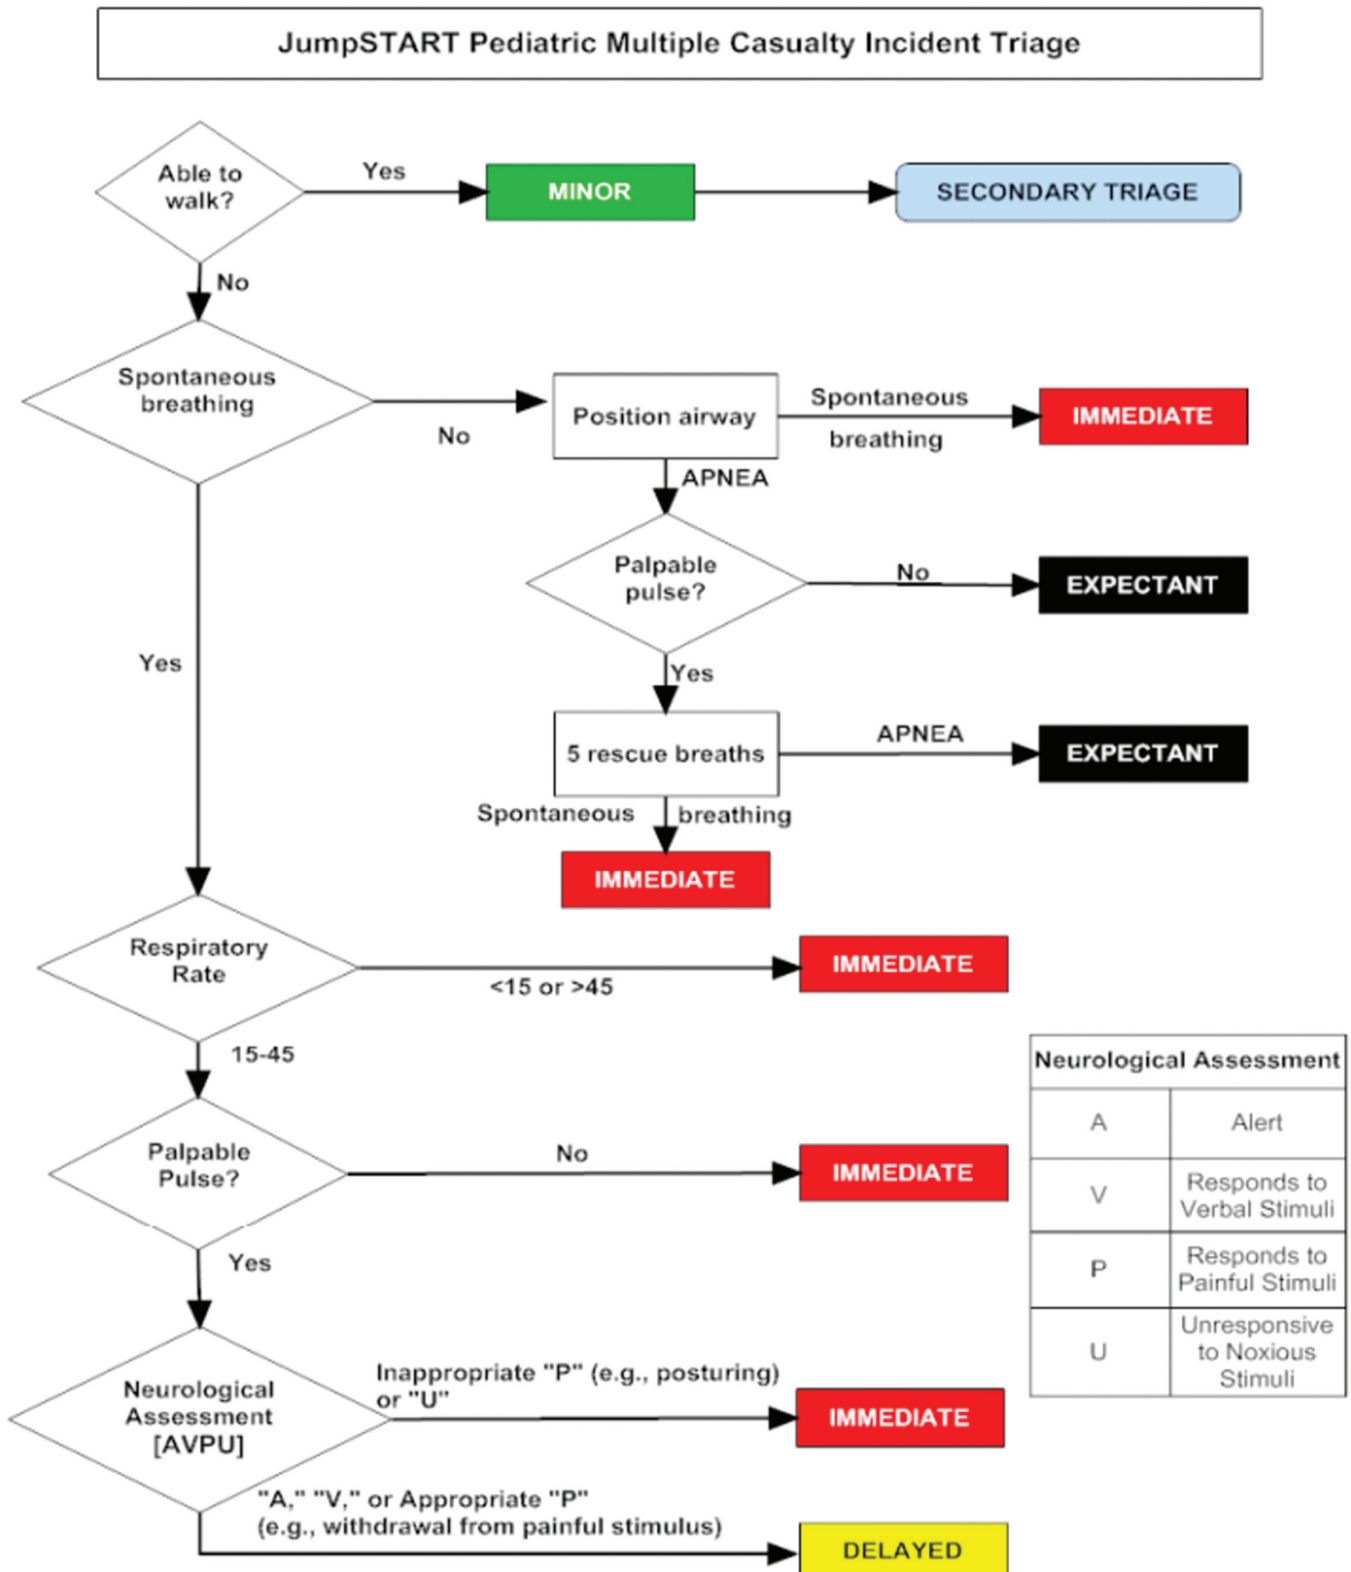 JumpSTART Pediatric Multiple Casualty Incident Triage
Able to
walk?
Yes
MINOR
SECONDARY TRIAGE
No
Spontaneous
breathing
No
Position airway
Spontaneous
breathing
IMMEDIATE
APNEA
Palpable
pulse?
No
EXPECTANT
Yes
Yes
5 rescue breaths
APNEA
EXPECTANT
Spontaneous breathing
IMMEDIATE
Respiratory
Rate
<15 or >45
IMMEDIATE
15-45
Palpable
Pulse?
No
IMMEDIATE
Yes
Neurological
Assessment
[AVPU]
Inappropriate "P" (e.g., posturing)
or "U"
IMMEDIATE
"A," "V," or Appropriate "P"
(e.g., withdrawal from painful stimulus)
DELAYED
Neurological Assessment
A
Alert
V
Responds to
Verbal Stimuli
P
Responds to
Painful Stimuli
U
Unresponsive
to Noxious
Stimuli